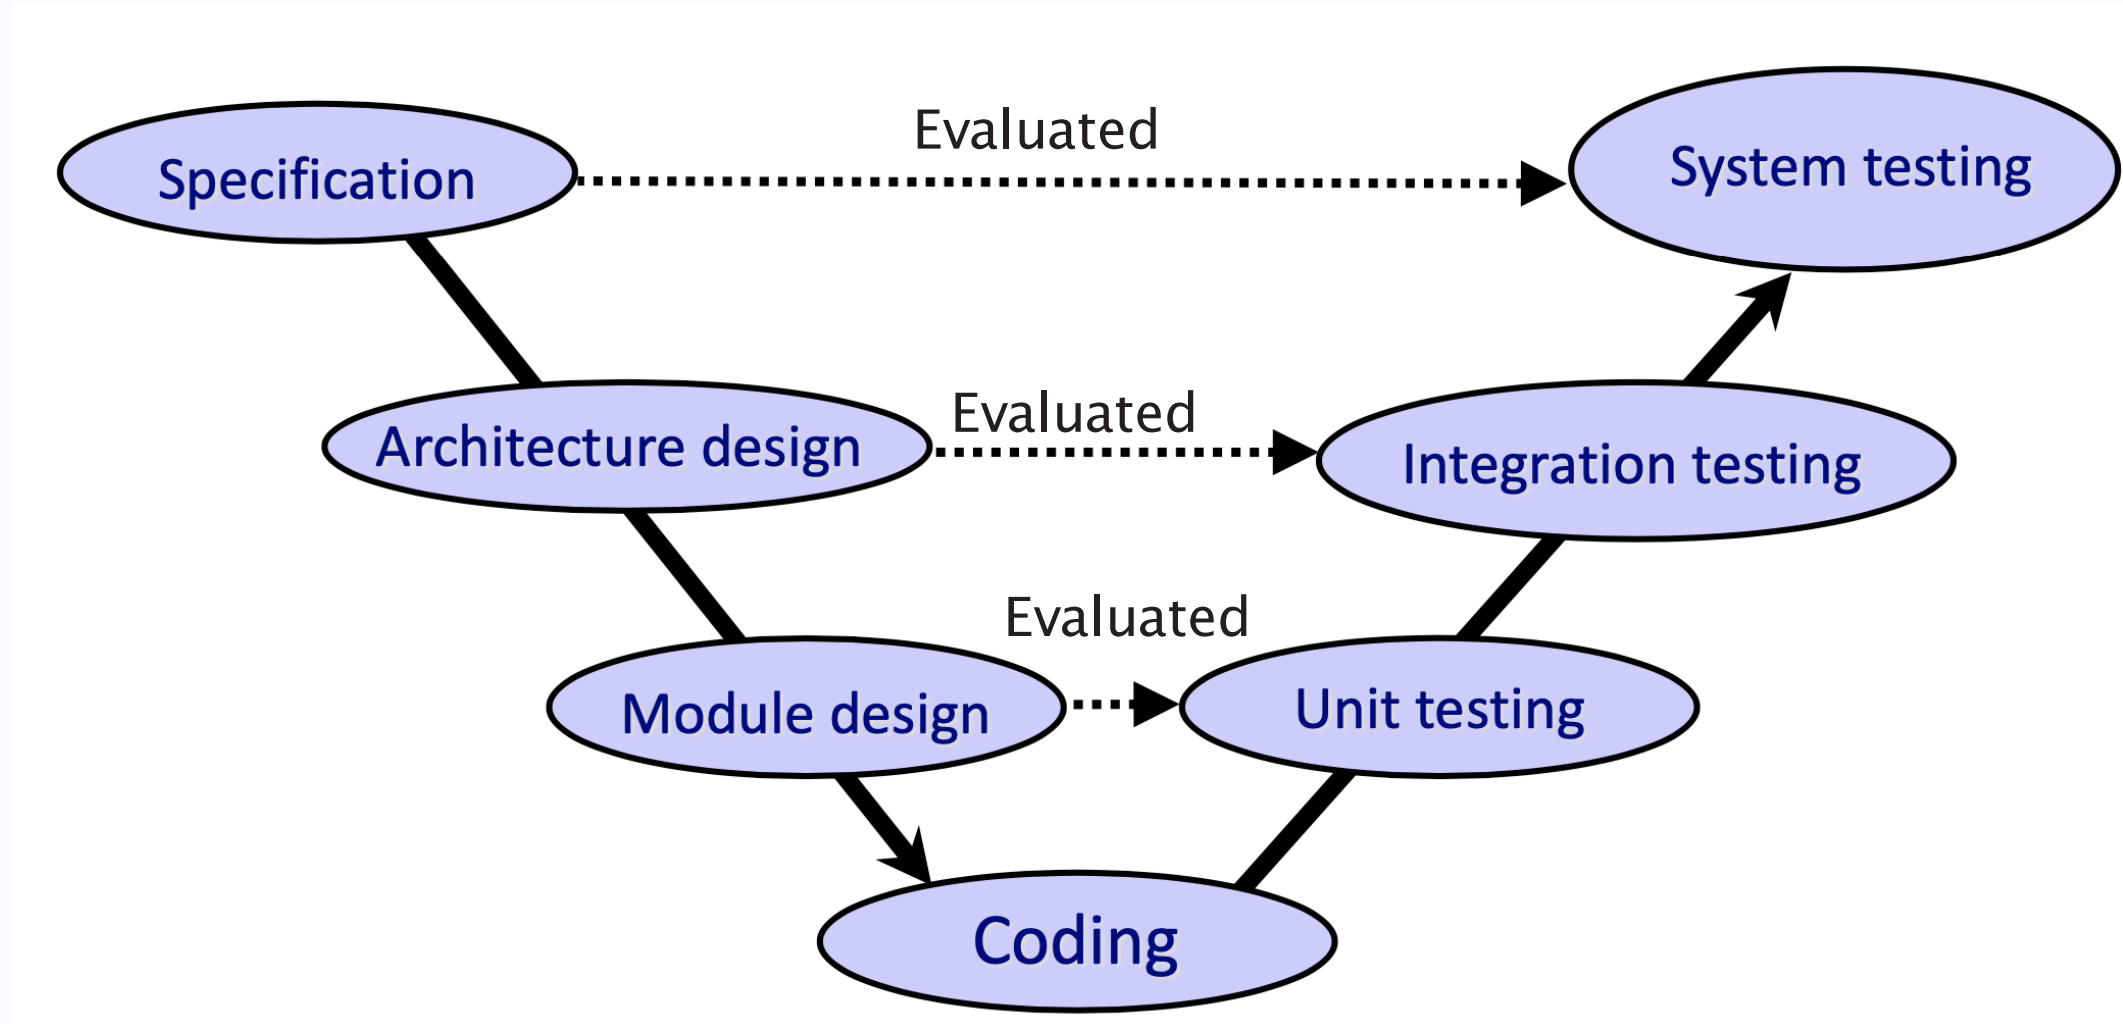 Evaluated
Specification
System testing
Evaluated
Architecture design
Integration testing
Evaluated
Module design
Unit testing
Coding